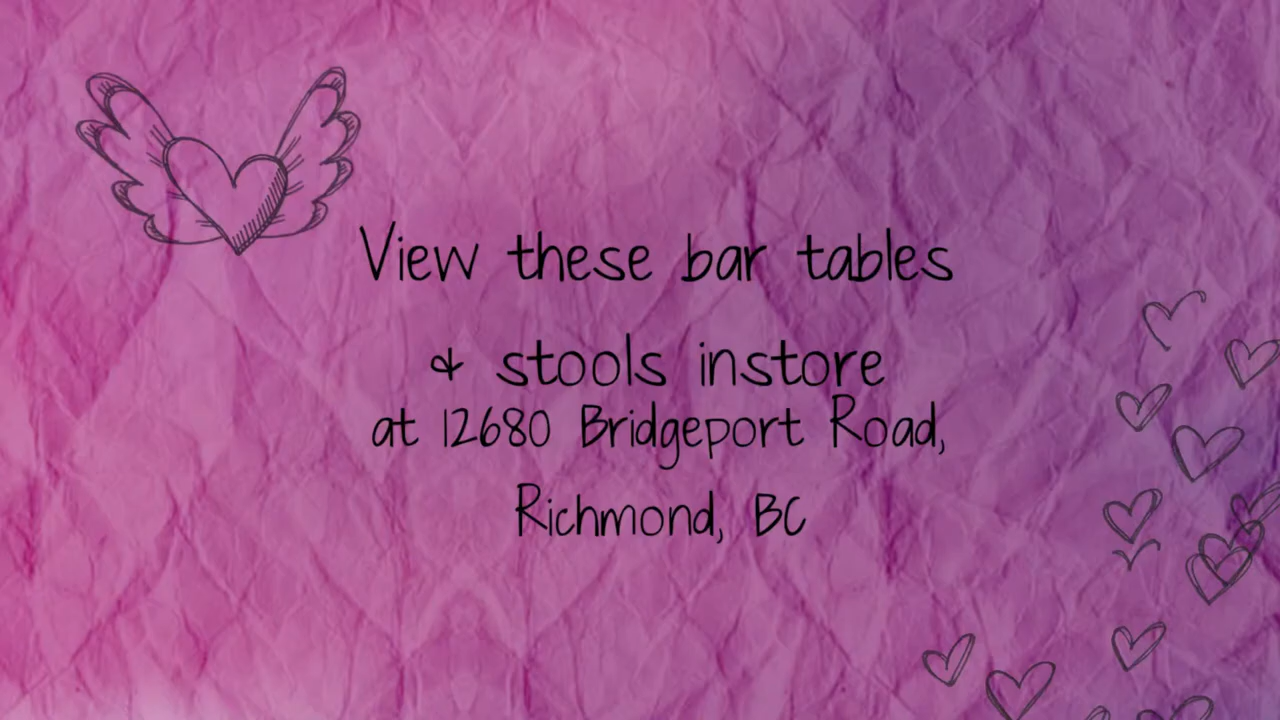 View these bar tables
& stools instore
at 12680 Bridgeport Road,
Richmond, BC